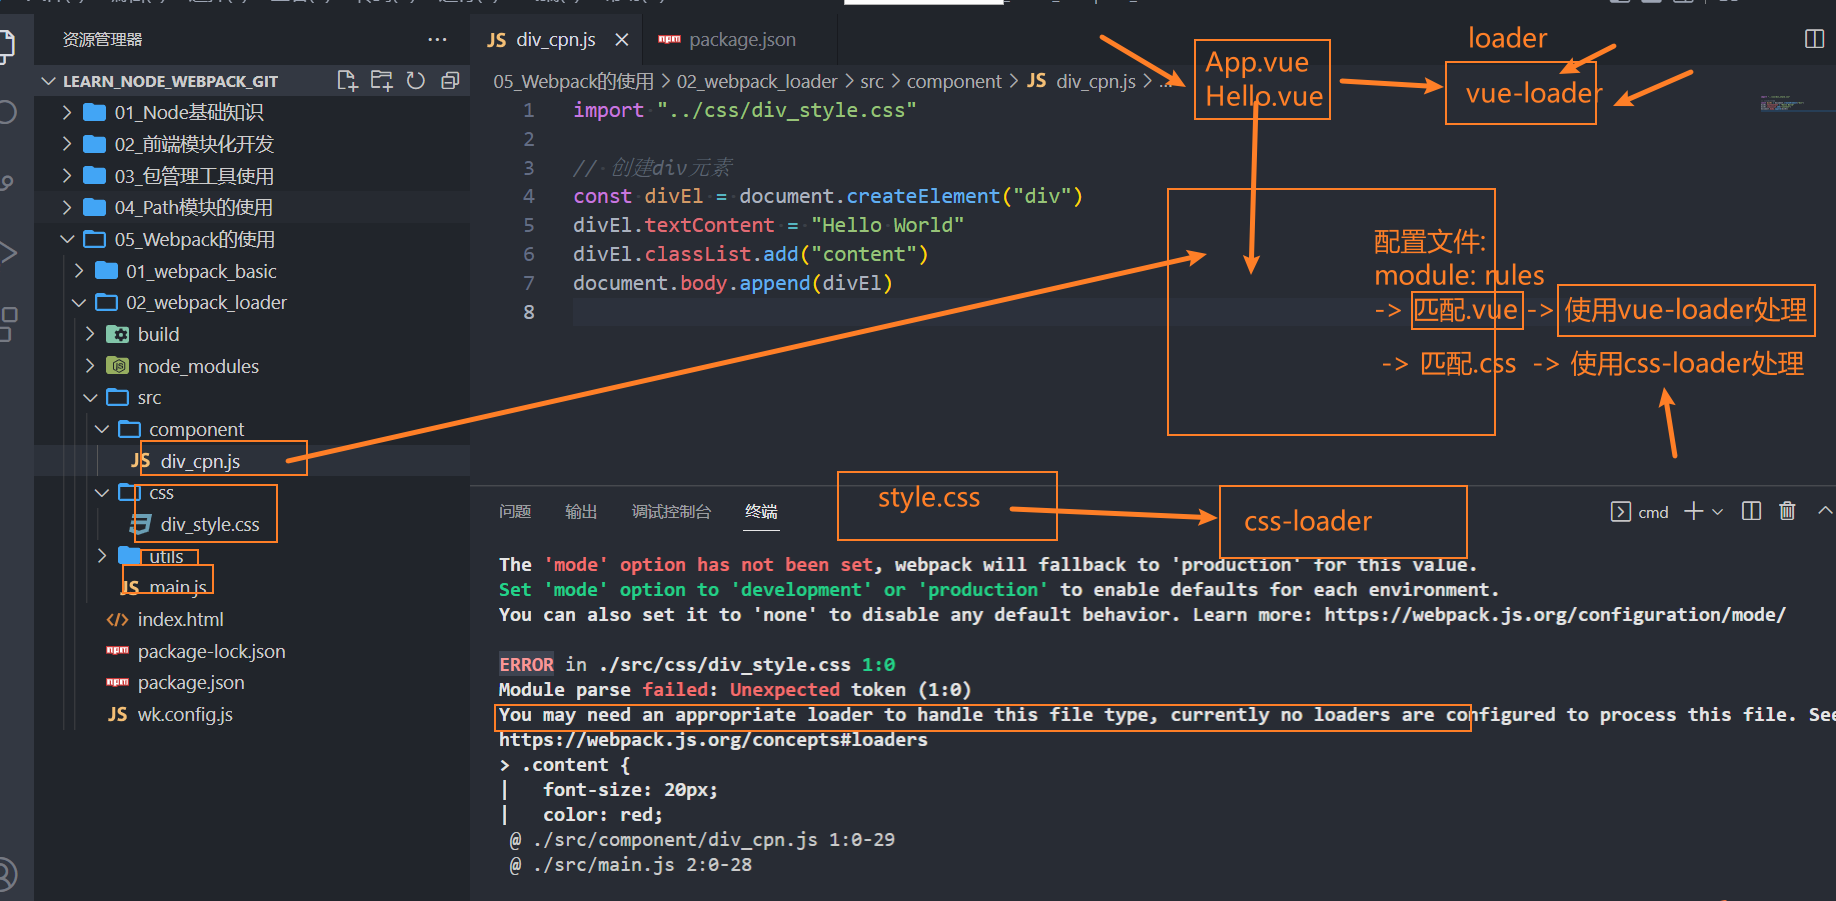 资源管理器
JS div_cpn.js
npm package.json
loader
LEARN_NODE_WEBPACK_GIT
05_Webpack的使用 > 02_webpack_loader > src > component > JS div_cpn.js > ...
App.vue
Hello.vue
vue-loader
01_Node基础知识
02_前端模块化开发
03_包管理工具使用
04_Path模块的使用
05_Webpack的使用
01_webpack_basic
02_webpack_loader
build
node_modules
src
component
JS div_cpn.js
css
div_style.css
utils
JS main.js
index.html
npm package-lock.json
npm package.json
JS wk.config.js
1 import "../css/div_style.css"
2
3 // 创建div元素
4 const divEl = document.createElement("div")
5 divEl.textContent = "Hello World"
6 divEl.classList.add("content")
7 document.body.append(divEl)
8
配置文件:
module: rules
-> 匹配.vue -> 使用vue-loader处理
-> 匹配.css -> 使用css-loader处理
style.css
css-loader
问题 输出 调试控制台 终端
cmd
The 'mode' option has not been set, webpack will fallback to 'production' for this value.
Set 'mode' option to 'development' or 'production' to enable defaults for each environment.
You can also set it to 'none' to disable any default behavior. Learn more: https://webpack.js.org/configuration/mode/
ERROR in ./src/css/div_style.css 1:0
Module parse failed: Unexpected token (1:0)
You may need an appropriate loader to handle this file type, currently no loaders are configured to process this file. See
https://webpack.js.org/concepts#loaders
> .content {
| font-size: 20px;
| color: red;
@ ./src/component/div_cpn.js 1:0-29
@ ./src/main.js 2:0-28